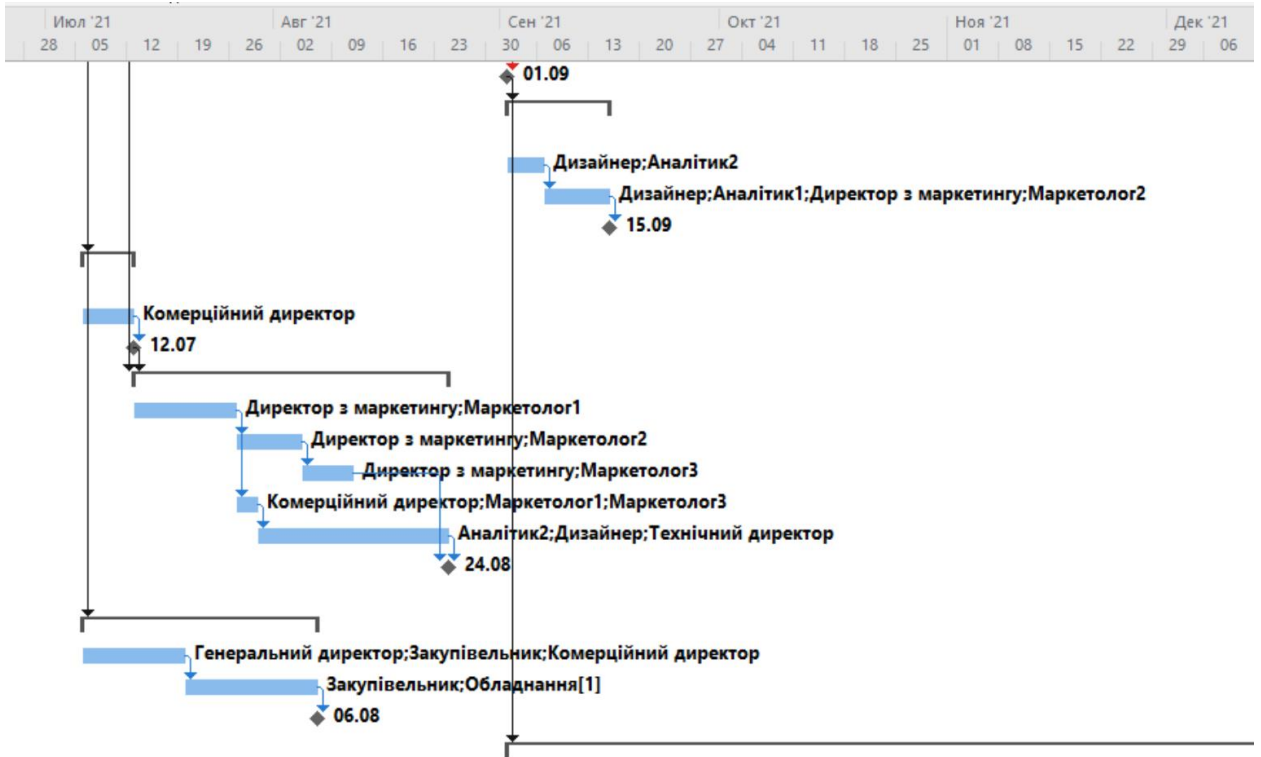 Июл '21 Авг '21 Сен '21 Окт '21 Ноя '21 Дек '21
28 05 12 19 26 02 09 16 23 30 06 13 20 27 04 11 18 25 01 08 15 22 29 06
01.09
Дизайнер;Аналітик2
Дизайнер;Аналітик1;Директор з маркетингу;Маркетолог2
15.09
Комерційний директор
12.07
Директор з маркетингу;Маркетолог1
Директор з маркетингу;Маркетолог2
Директор з маркетингу;Маркетолог3
Комерційний директор;Маркетолог1;Маркетолог3
Аналітик2;Дизайнер;Технічний директор
24.08
Генеральний директор;Закупівельник;Комерційний директор
Закупівельник;Обладнання[1]
06.08